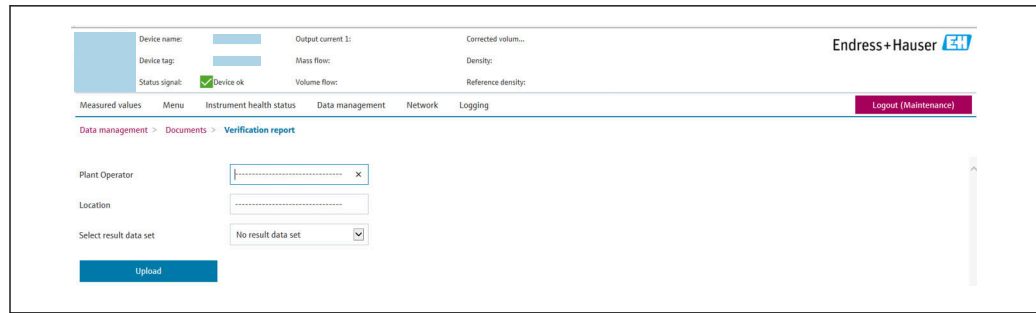 Device name: Output current 1: Corrected volum...
Endress+Hauser EH
Device tag: Mass flow: Density:
Status signal: Device ok Volume flow: Reference density:
Measured values Menu Instrument health status Data management Network Logging Logout (Maintenance)
Data management > Documents > Verification report
Plant Operator ------------------------------- ×
Location -------------------------------
Select result data set No result data set
Upload